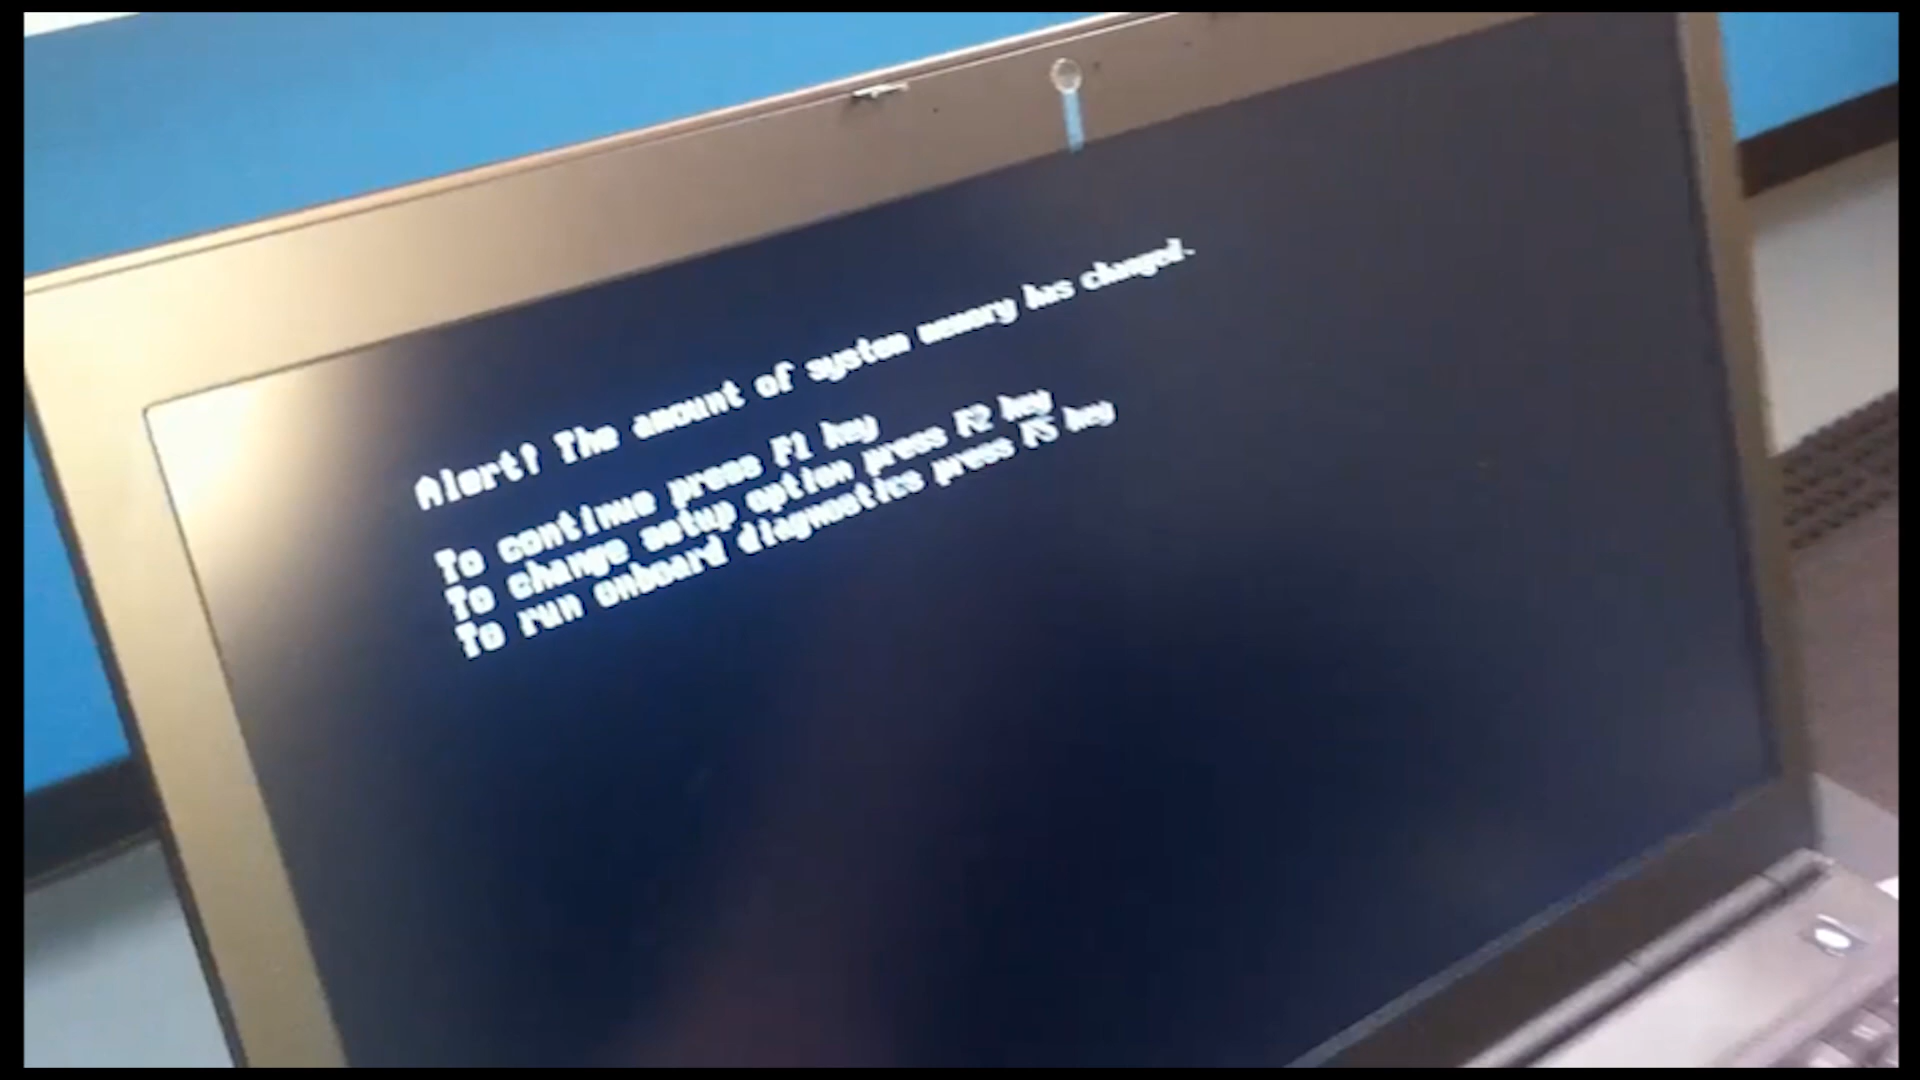 Alert! The amount of system memory has changed.
To continue press F1 key
To change setup option press F2 key
To run onboard diagnostics press F5 key